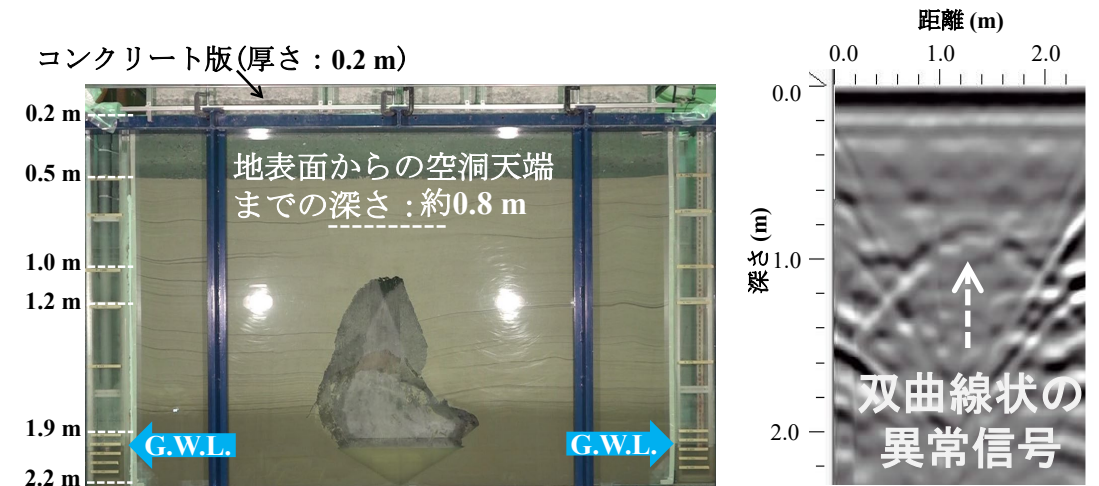 コンクリート版(厚さ：0.2 m)
0.2 m
0.5 m
1.0 m
1.2 m
1.9 m
2.2 m
地表面からの空洞天端
までの深さ：約0.8 m
G.W.L.
G.W.L.
距離 (m)
0.0 1.0 2.0
深さ (m)
0.0
1.0
2.0
双曲線状の
異常信号